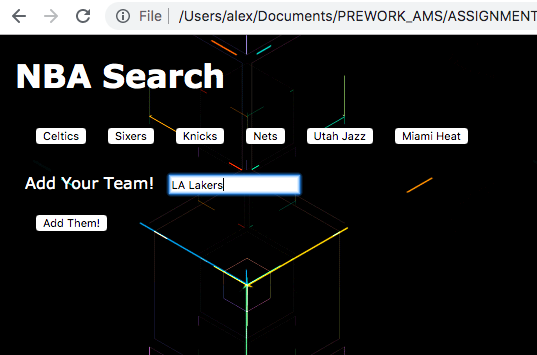 File /Users/alex/Documents/PREWORK_AMS/ASSIGNMENT
NBA Search
Celtics Sixers Knicks Nets Utah Jazz Miami Heat
Add Your Team! LA Lakers
Add Them!